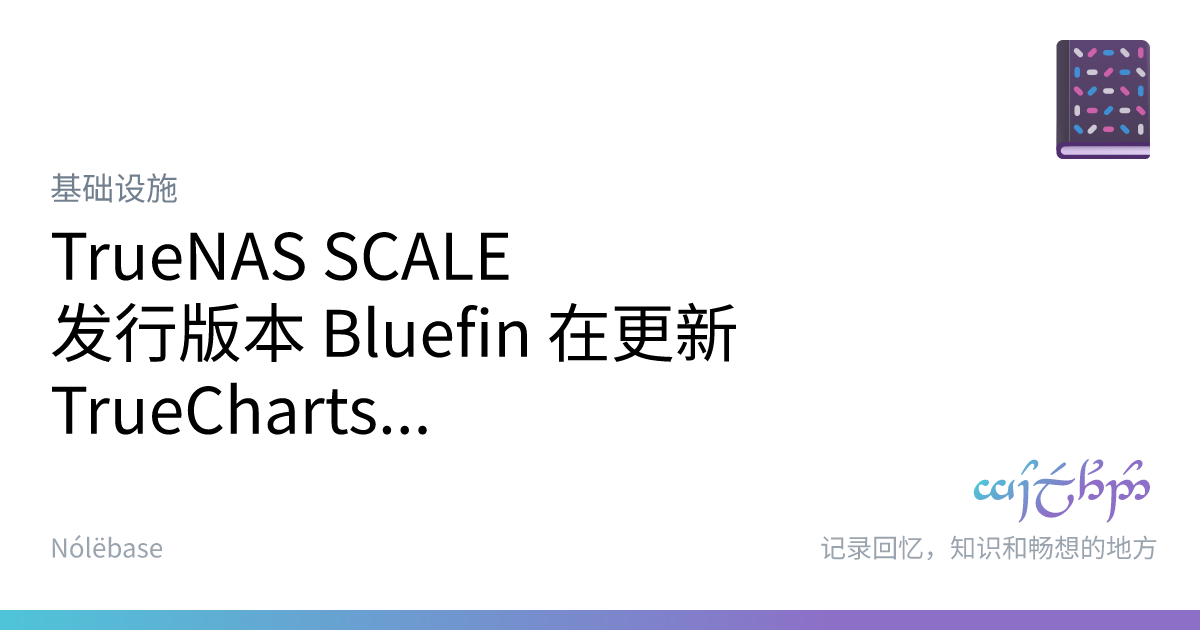 基础设施
TrueNAS SCALE
发行版本 Bluefin 在更新
TrueCharts...
Nólëbase
记录回忆，知识和畅想的地方